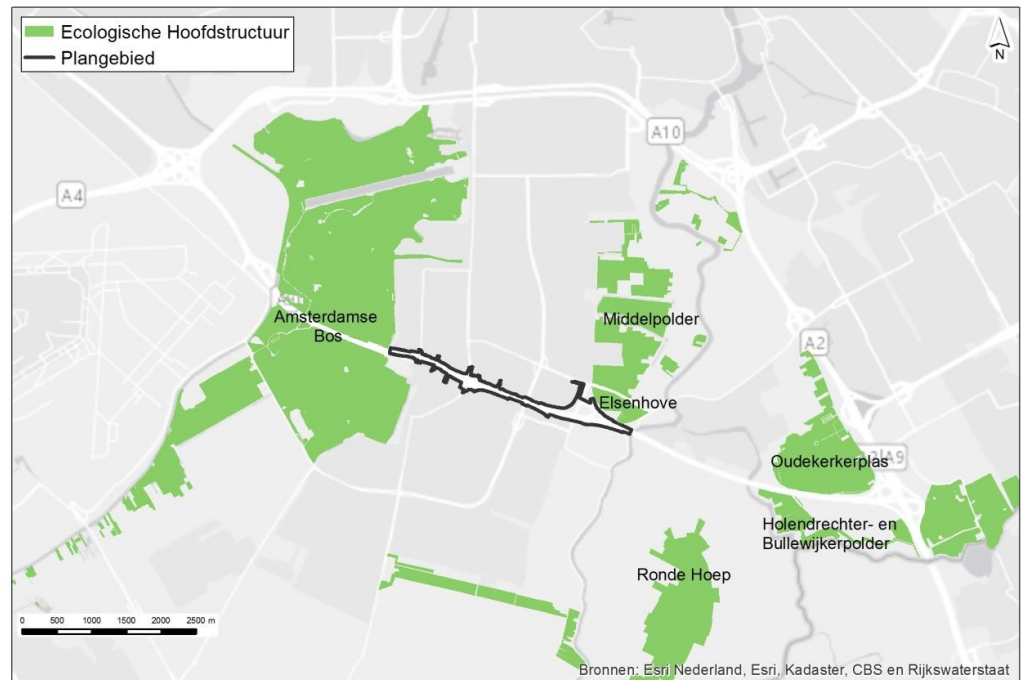 Ecologische Hoofdstructuur
Plangebied
N
A10
A4
Amsterdamse
Bos
Middelpolder
A2
Elsenhove
Oudekerkerplas
A9
Holendrechter- en
Bullewijkerpolder
Ronde Hoep
0 500 1000 1500 2000 2500 m
Bronnen: Esri Nederland, Esri, Kadaster, CBS en Rijkswaterstaat